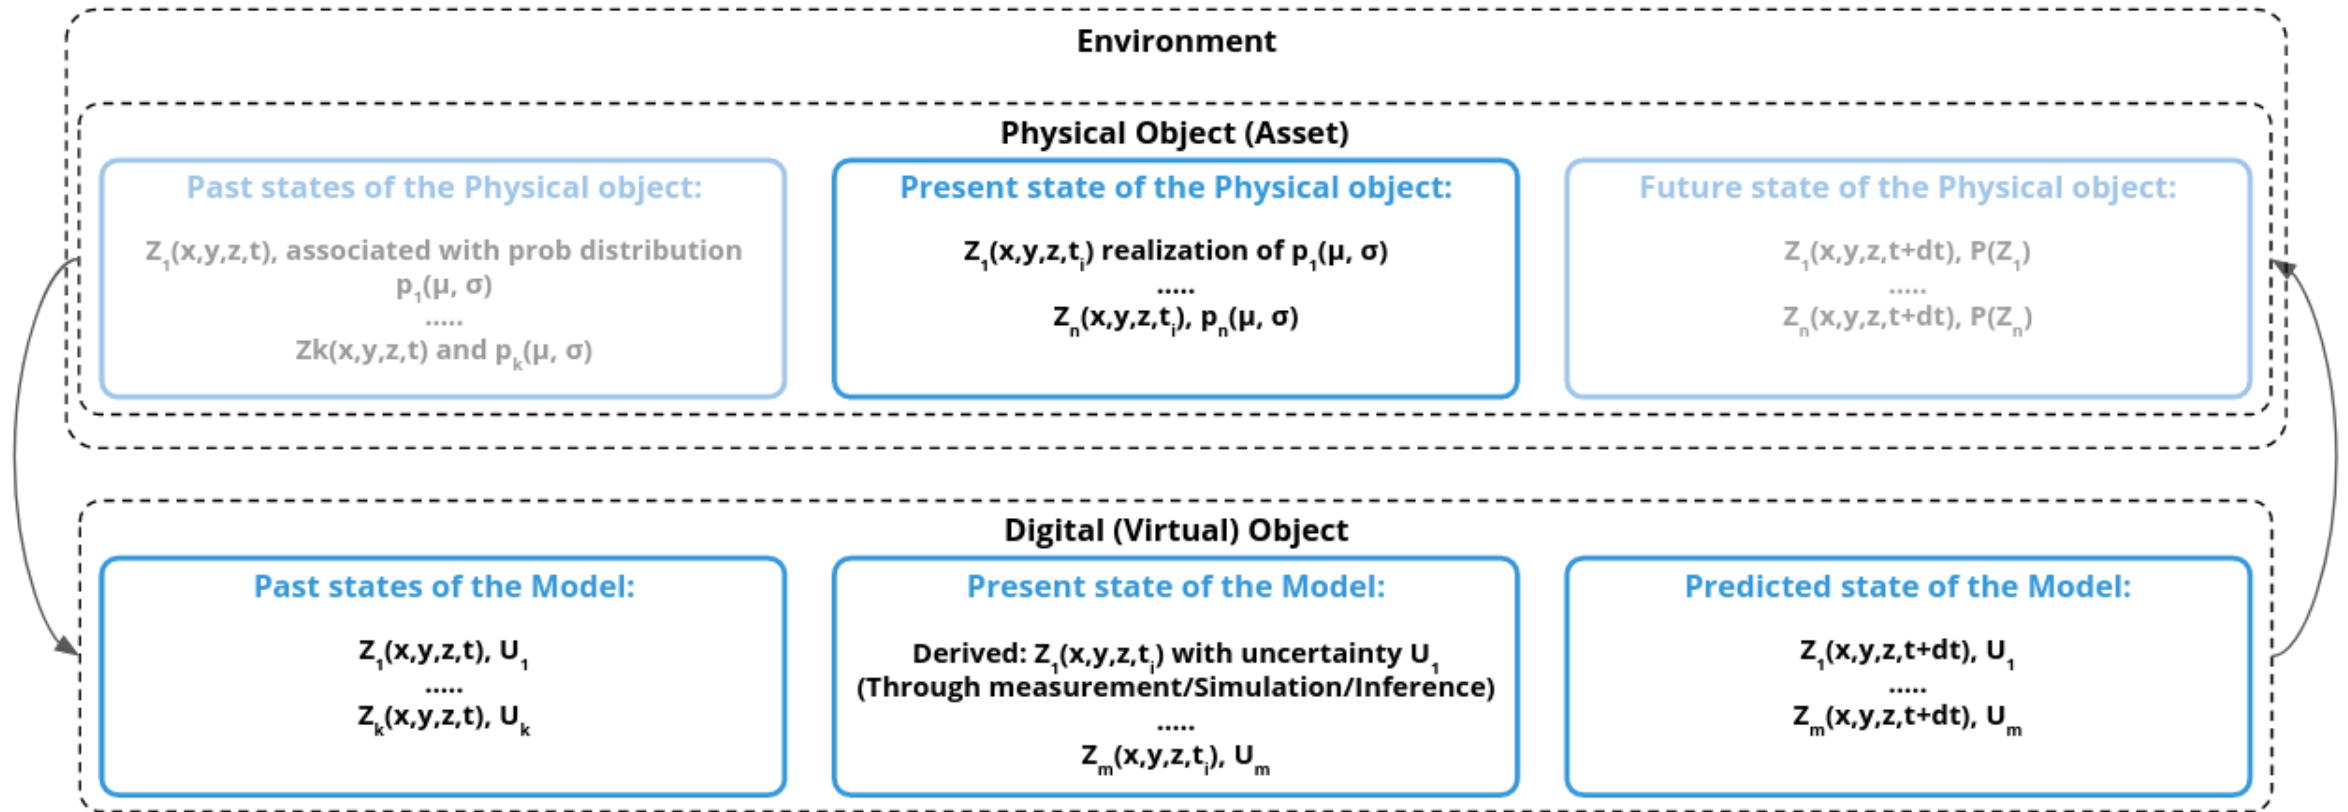 Environment
Physical Object (Asset)
Past states of the Physical object:
Z₁(x,y,z,t), associated with prob distribution
p₁(μ, σ)
.....
Zk(x,y,z,t) and pₖ(μ, σ)
Present state of the Physical object:
Z₁(x,y,z,tᵢ) realization of p₁(μ, σ)
.....
Zₙ(x,y,z,tᵢ), pₙ(μ, σ)
Future state of the Physical object:
Z₁(x,y,z,t+dt), P(Z₁)
.....
Zₙ(x,y,z,t+dt), P(Zₙ)
Digital (Virtual) Object
Past states of the Model:
Z₁(x,y,z,t), U₁
.....
Zₖ(x,y,z,t), Uₖ
Present state of the Model:
Derived: Z₁(x,y,z,tᵢ) with uncertainty U₁
(Through measurement/Simulation/Inference)
.....
Zₘ(x,y,z,tᵢ), Uₘ
Predicted state of the Model:
Z₁(x,y,z,t+dt), U₁
.....
Zₘ(x,y,z,t+dt), Uₘ